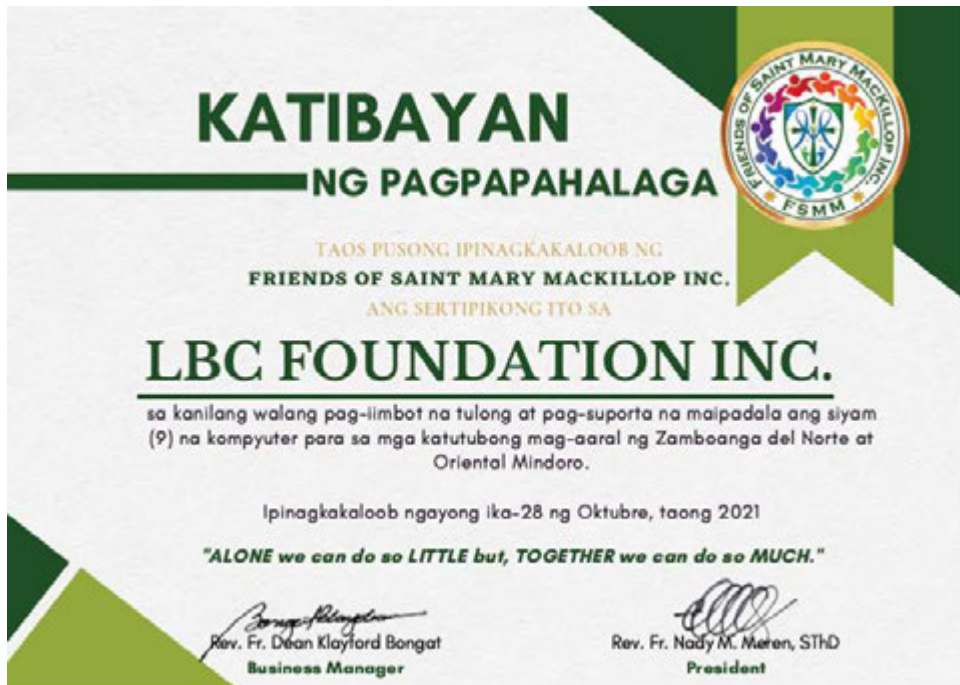 KATIBAYAN
NG PAGPAPAHALAGA
FRIENDS OF SAINT MARY MACKILLOP INC.
FSMM
TAOS PUSONG IPINAGKAKALOOB NG
FRIENDS OF SAINT MARY MACKILLOP INC.
ANG SERTIPIKONG ITO SA
LBC FOUNDATION INC.
sa kanilang walang pag-iimbot na tulong at pag-suporta na maipadala ang siyam
(9) na kompyuter para sa mga katutubong mag-aaral ng Zamboanga del Norte at
Oriental Mindoro.
Ipinagkakaloob ngayong ika-28 ng Oktubre, taong 2021
"ALONE we can do so LITTLE but, TOGETHER we can do so MUCH."
Rev. Fr. Dean Klayford Bongat
Business Manager
Rev. Fr. Nady M. Meren, SThD
President